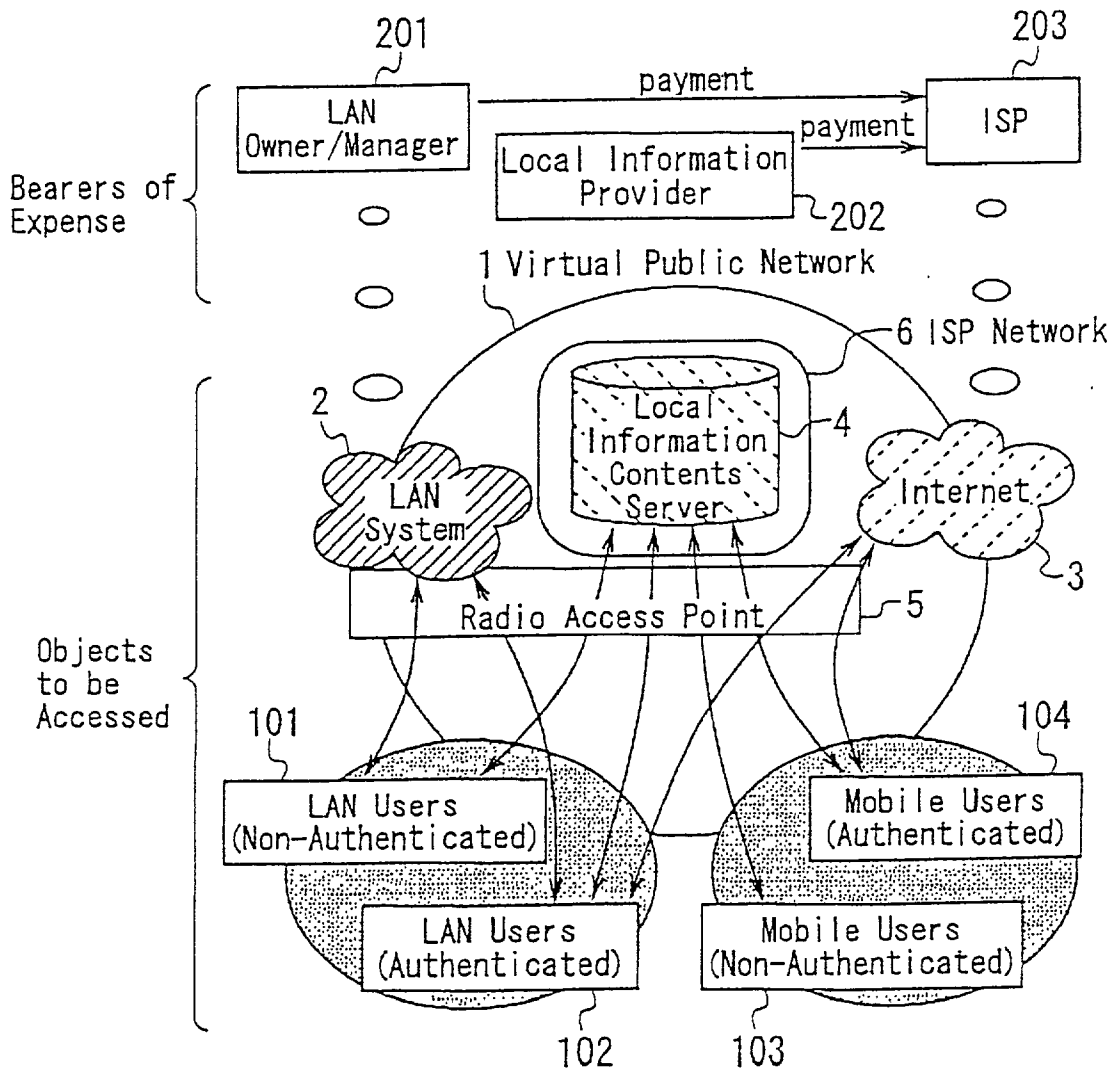 201
203
LAN
Owner/Manager
payment
ISP
payment
Local Information
Provider
202
Bearers of
Expense
1 Virtual Public Network
6 ISP Network
2
Local
Information
Contents
Server
4
LAN
System
Internet
3
Radio Access Point
5
Objects
to be
Accessed
101
104
LAN Users
(Non-Authenticated)
Mobile Users
(Authenticated)
LAN Users
(Authenticated)
Mobile Users
(Non-Authenticated)
102
103